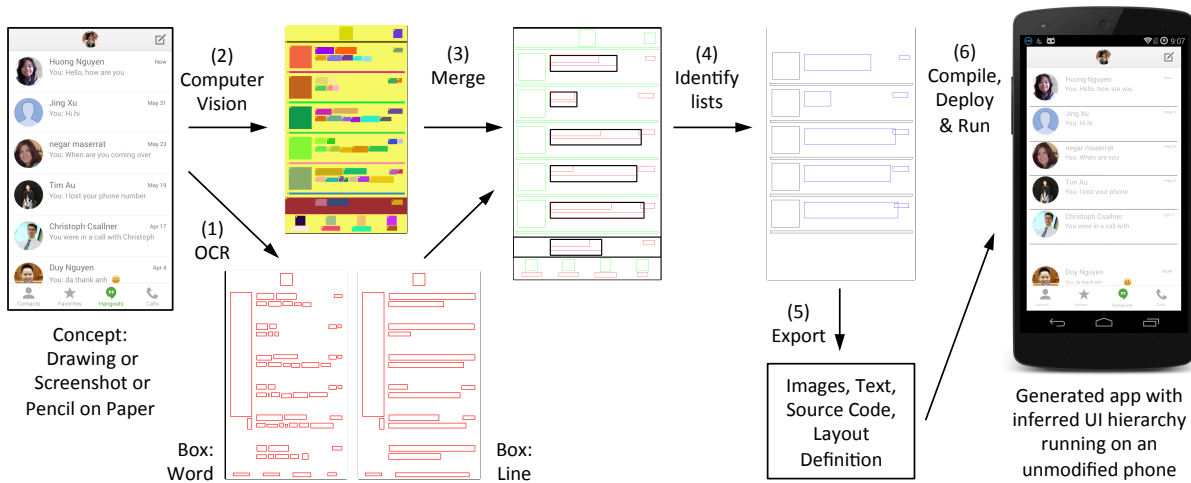 Huong Nguyen Now
You: Hello, how are you
Jing Xu May 31
You: Hi hi
negar maserrat May 23
You: When are you coming over
Tim Au May 19
You: I lost your phone number
Christoph Csallner Apr 17
You were in a call with Christoph
Duy Nguyen Apr 4
You: da thank anh
Contacts Favorites Hangouts Calls
Concept:
Drawing or
Screenshot or
Pencil on Paper
(2)
Computer
Vision
(1)
OCR
Box:
Word
Box:
Line
(3)
Merge
(4)
Identify
lists
(5)
Export
Images, Text,
Source Code,
Layout
Definition
(6)
Compile,
Deploy
& Run
9:07
Huong Nguyen Now
You: Hello, how are you
Jing Xu May 31
You: Hi hi
negar maserrat
You: When are you
Tim Au
You: I lost your phone
Christoph Csallner
You were in a call with
Duy Nguyen Apr 4
You: da thank anh
Generated app with
inferred UI hierarchy
running on an
unmodified phone